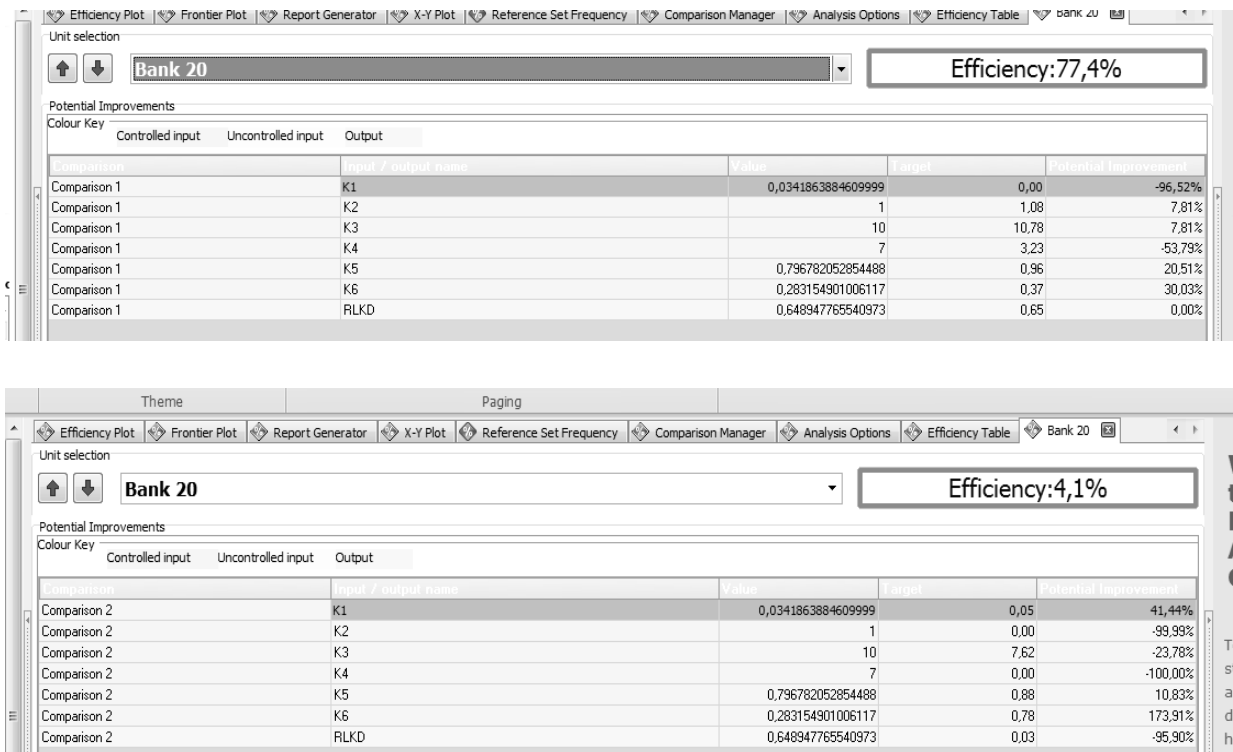 Efficiency Plot Frontier Plot Report Generator X-Y Plot Reference Set Frequency Comparison Manager Analysis Options Efficiency Table Bank 20
Unit selection
Bank 20 Efficiency:77,4%
Potential Improvements
Colour Key
Controlled input Uncontrolled input Output
Comparison Input / output name Value Target Potential Improvement
Comparison 1 K1 0,0341863884609999 0,00 -96,52%
Comparison 1 K2 1 1,08 7,81%
Comparison 1 K3 10 10,78 7,81%
Comparison 1 K4 7 3,23 -53,79%
Comparison 1 K5 0,796782052854488 0,96 20,51%
Comparison 1 K6 0,283154901006117 0,37 30,03%
Comparison 1 RLKD 0,648947765540973 0,65 0,00%
Theme Paging
Efficiency Plot Frontier Plot Report Generator X-Y Plot Reference Set Frequency Comparison Manager Analysis Options Efficiency Table Bank 20
Unit selection
Bank 20 Efficiency:4,1%
Potential Improvements
Colour Key
Controlled input Uncontrolled input Output
Comparison Input / output name Value Target Potential Improvement
Comparison 2 K1 0,0341863884609999 0,05 41,44%
Comparison 2 K2 1 0,00 -99,99%
Comparison 2 K3 10 7,62 -23,78%
Comparison 2 K4 7 0,00 -100,00%
Comparison 2 K5 0,796782052854488 0,88 10,83%
Comparison 2 K6 0,283154901006117 0,78 173,91%
Comparison 2 RLKD 0,648947765540973 0,03 -95,90%